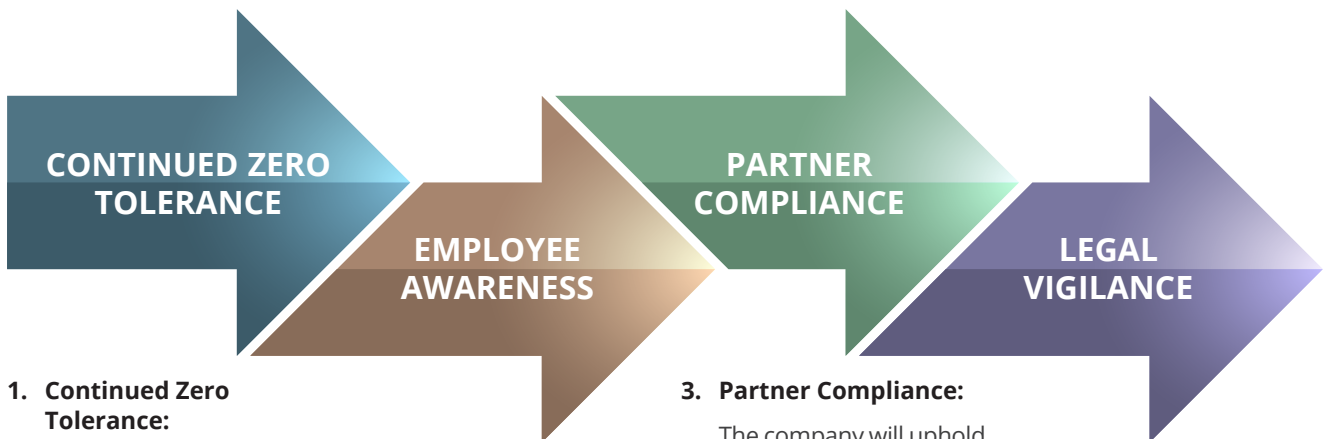 CONTINUED ZERO
TOLERANCE
EMPLOYEE
AWARENESS
PARTNER
COMPLIANCE
LEGAL
VIGILANCE
1. Continued Zero
Tolerance:
3. Partner Compliance:
The company will uphold